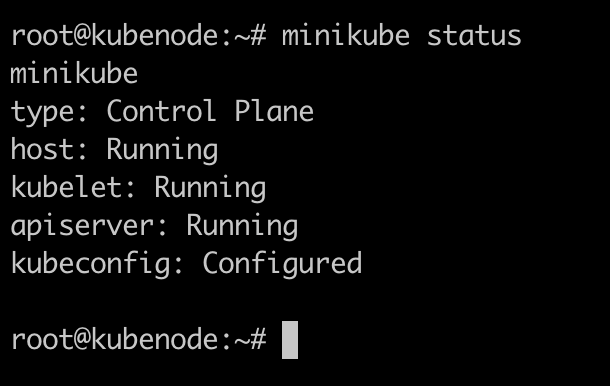 root@kubenode:~# minikube status
minikube
type: Control Plane
host: Running
kubelet: Running
apiserver: Running
kubeconfig: Configured
root@kubenode:~#